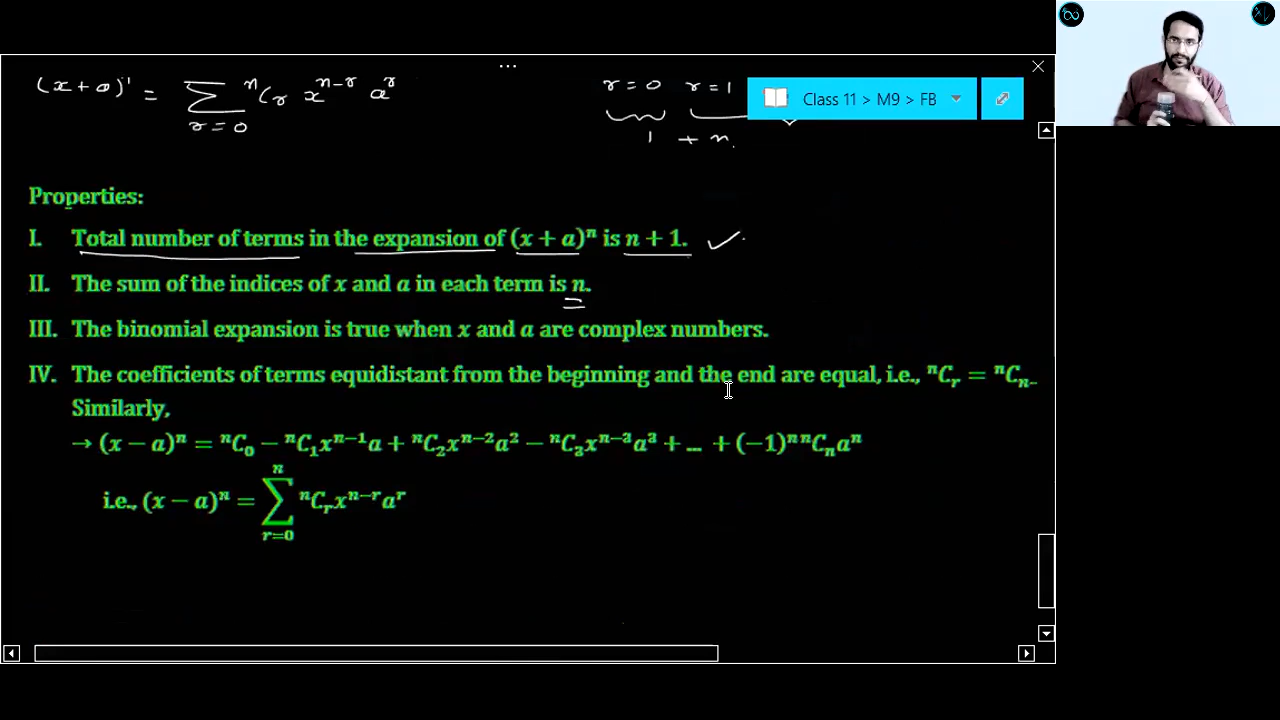 (x + a)ⁿ = ∑ ⁿCᵣ xⁿ⁻ʳ aʳ
r = 0
r = 0 r = 1
1 + n.
Class 11 > M9 > FB
Properties:
I. Total number of terms in the expansion of (x + a)ⁿ is n + 1.
II. The sum of the indices of x and a in each term is n.
III. The binomial expansion is true when x and a are complex numbers.
IV. The coefficients of terms equidistant from the beginning and the end are equal, i.e., ⁿCᵣ = ⁿCₙ₋
Similarly,
→ (x − a)ⁿ = ⁿC₀ − ⁿC₁xⁿ⁻¹a + ⁿC₂xⁿ⁻²a² − ⁿC₃xⁿ⁻³a³ + ... + (−1)ⁿ ⁿCₙaⁿ
n
i.e., (x − a)ⁿ = ∑ ⁿCᵣxⁿ⁻ʳaʳ
r=0